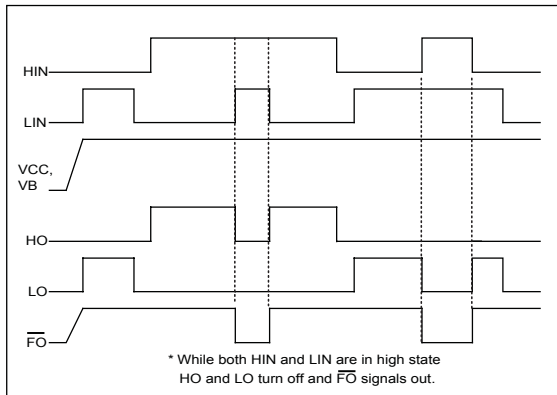 HIN
LIN
VCC,
VB
HO
LO
FO
* While both HIN and LIN are in high state
HO and LO turn off and FO signals out.